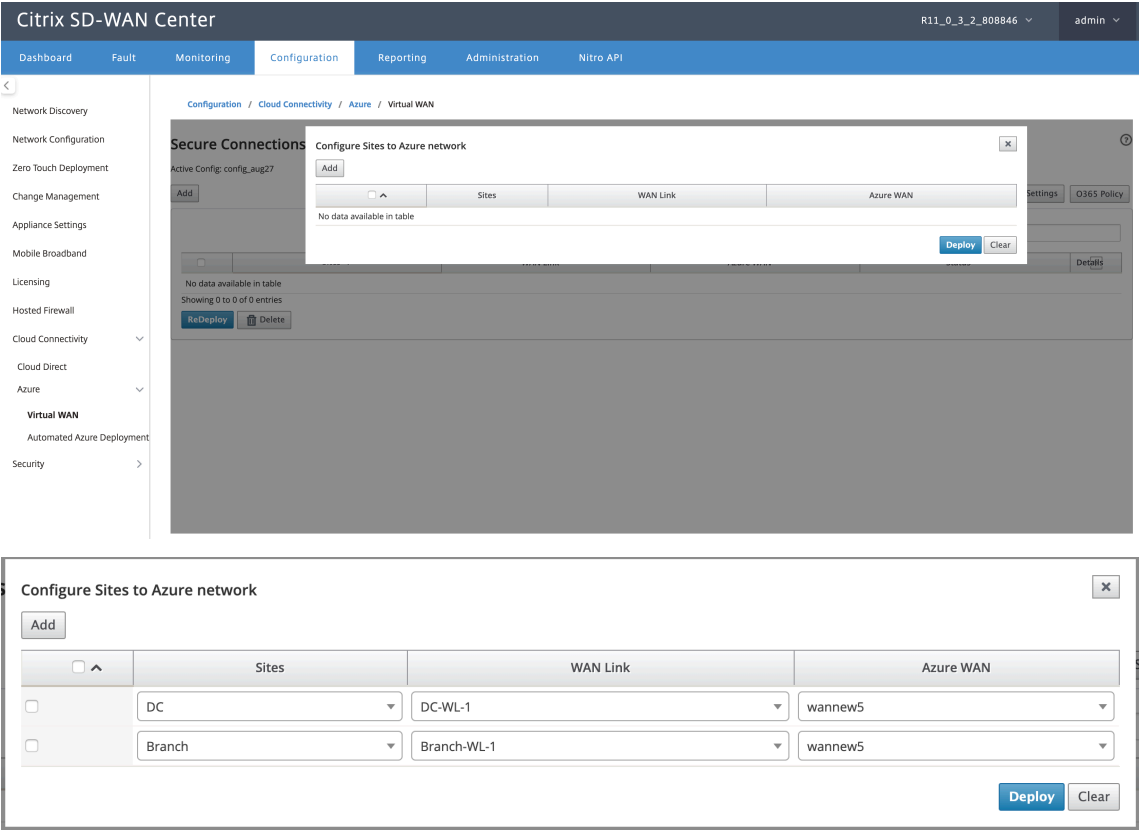 Citrix SD-WAN Center
R11_0_3_2_808846
admin
Dashboard Fault Monitoring Configuration Reporting Administration Nitro API
Network Discovery
Network Configuration
Zero Touch Deployment
Change Management
Appliance Settings
Mobile Broadband
Licensing
Hosted Firewall
Cloud Connectivity
Cloud Direct
Azure
Virtual WAN
Automated Azure Deployment
Security
Configuration / Cloud Connectivity / Azure / Virtual WAN
Secure Connections
Active Config: config_aug27
Add
Settings O365 Policy
Configure Sites to Azure network
Add
Sites WAN Link Azure WAN
No data available in table
Deploy Clear
Details
No data available in table
Showing 0 to 0 of 0 entries
ReDeploy Delete
Configure Sites to Azure network
Add
Sites WAN Link Azure WAN
DC DC-WL-1 wannew5
Branch Branch-WL-1 wannew5
Deploy Clear